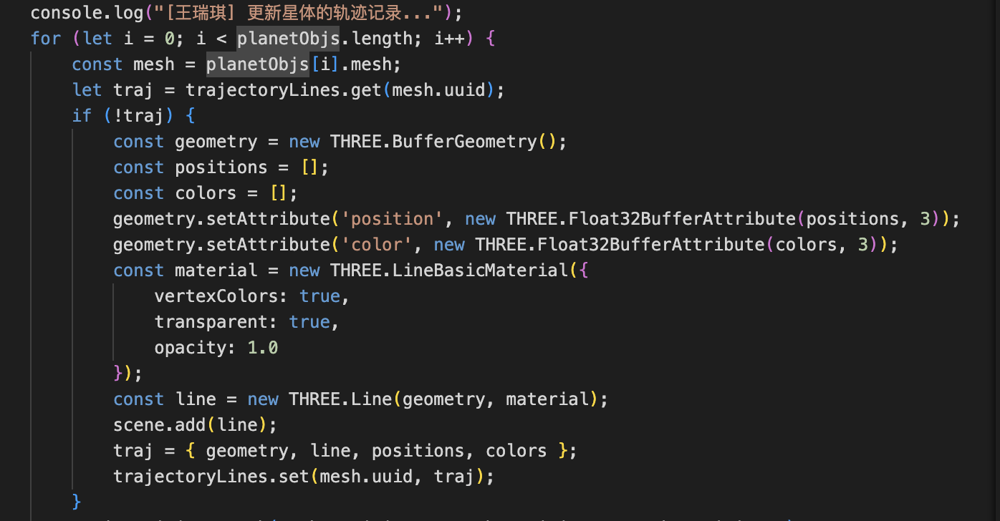 console.log("[王瑞琪] 更新星体的轨迹记录...");
for (let i = 0; i < planetObjs.length; i++) {
const mesh = planetObjs[i].mesh;
let traj = trajectoryLines.get(mesh.uuid);
if (!traj) {
const geometry = new THREE.BufferGeometry();
const positions = [];
const colors = [];
geometry.setAttribute('position', new THREE.Float32BufferAttribute(positions, 3));
geometry.setAttribute('color', new THREE.Float32BufferAttribute(colors, 3));
const material = new THREE.LineBasicMaterial({
vertexColors: true,
transparent: true,
opacity: 1.0
});
const line = new THREE.Line(geometry, material);
scene.add(line);
traj = { geometry, line, positions, colors };
trajectoryLines.set(mesh.uuid, traj);
}